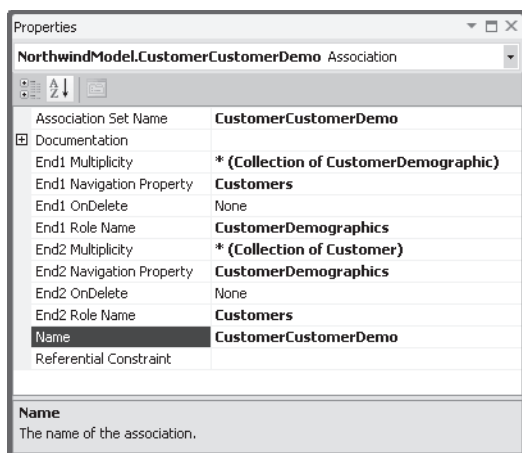 Properties
NorthwindModel.CustomerCustomerDemo Association
Association Set Name CustomerCustomerDemo
Documentation
End1 Multiplicity * (Collection of CustomerDemographic)
End1 Navigation Property Customers
End1 OnDelete None
End1 Role Name CustomerDemographics
End2 Multiplicity * (Collection of Customer)
End2 Navigation Property CustomerDemographics
End2 OnDelete None
End2 Role Name Customers
Name CustomerCustomerDemo
Referential Constraint
Name
The name of the association.